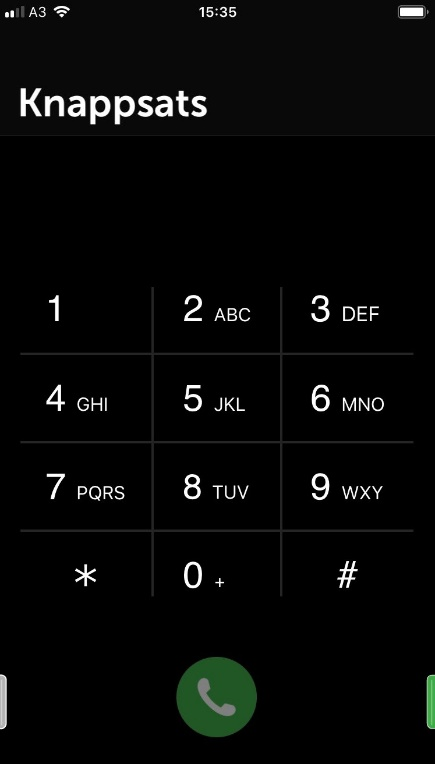 A3 15:35
Knappsats
1 2 ABC 3 DEF
4 GHI 5 JKL 6 MNO
7 PQRS 8 TUV 9 WXY
* 0 + #